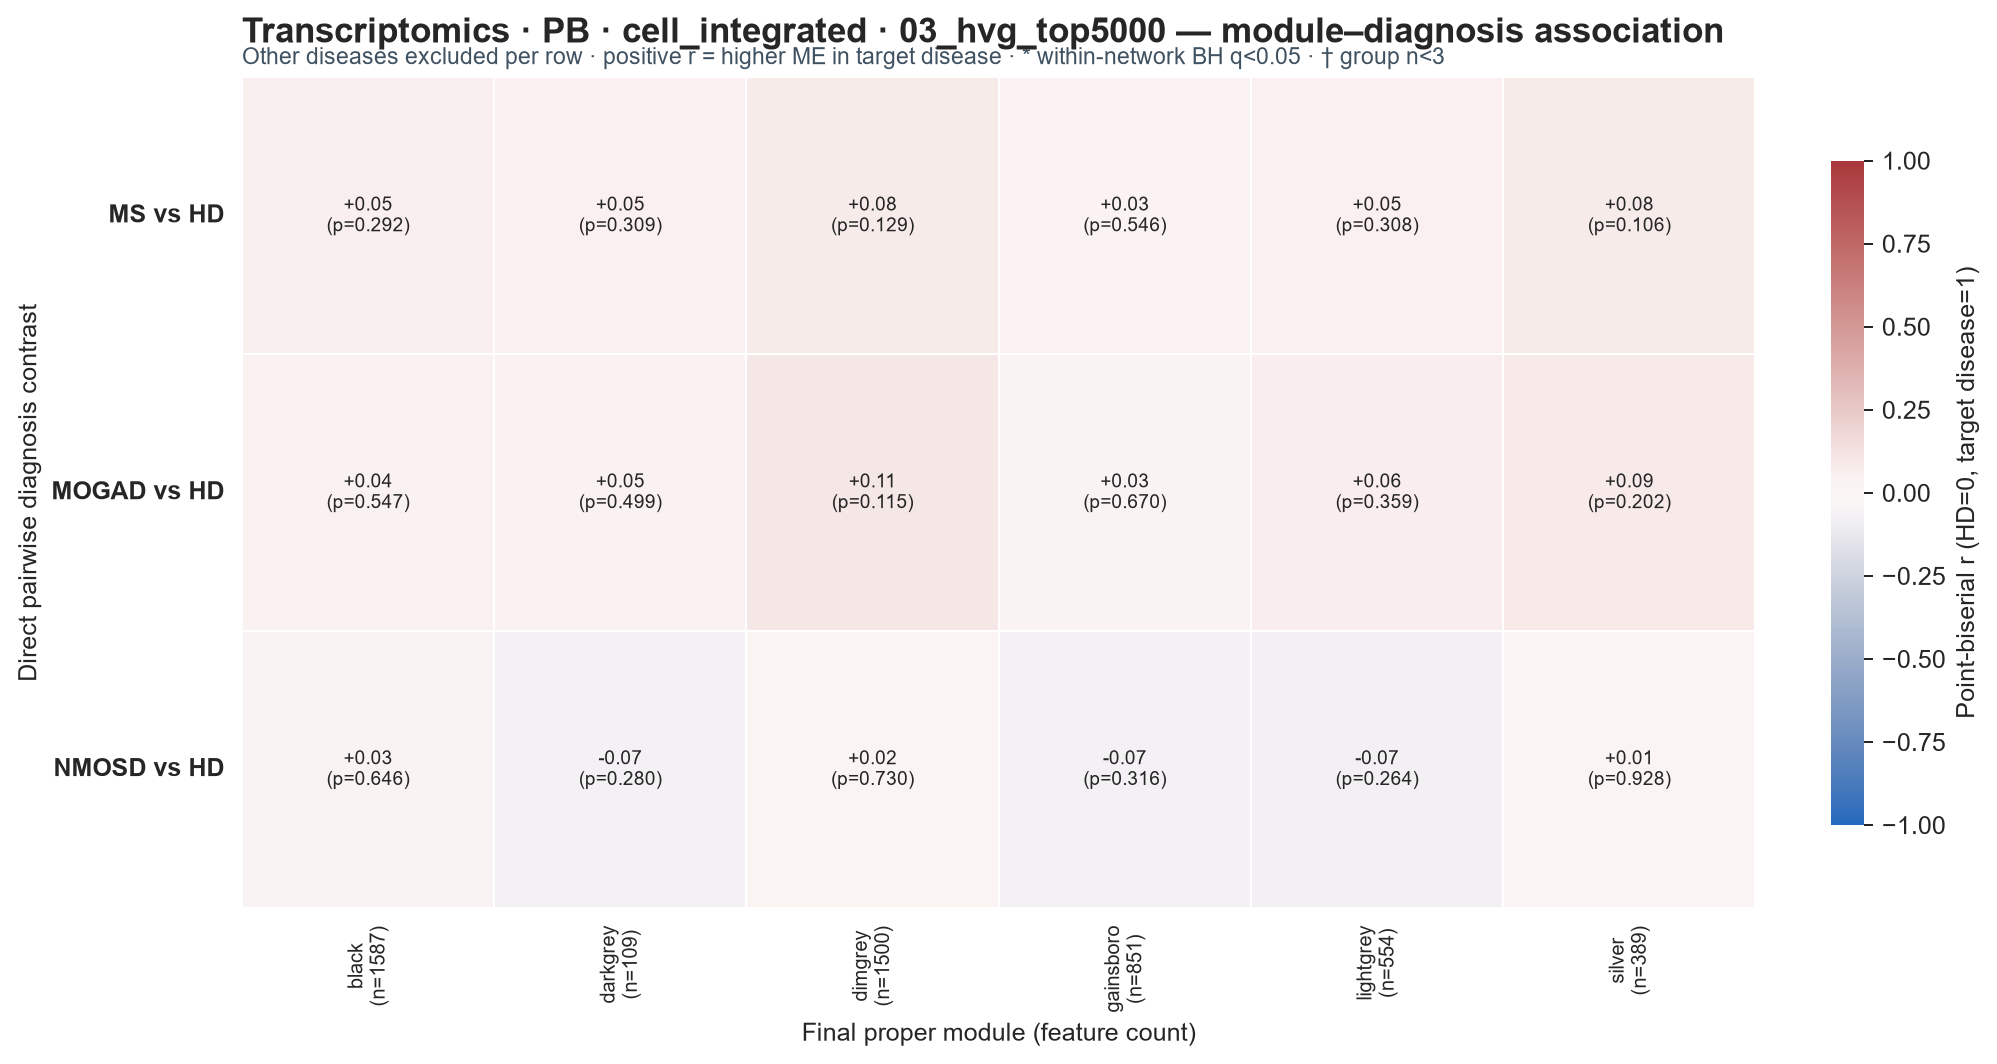 Transcriptomics · PB · cell_integrated · 03_hvg_top5000 — module–diagnosis association
Other diseases excluded per row · positive r = higher ME in target disease · * within-network BH q<0.05 · † group n<3
Direct pairwise diagnosis contrast
MS vs HD
+0.05
(p=0.292)
+0.05
(p=0.309)
+0.08
(p=0.129)
+0.03
(p=0.546)
+0.05
(p=0.308)
+0.08
(p=0.106)
MOGAD vs HD
+0.04
(p=0.547)
+0.05
(p=0.499)
+0.11
(p=0.115)
+0.03
(p=0.670)
+0.06
(p=0.359)
+0.09
(p=0.202)
NMOSD vs HD
+0.03
(p=0.646)
-0.07
(p=0.280)
+0.02
(p=0.730)
-0.07
(p=0.316)
-0.07
(p=0.264)
+0.01
(p=0.928)
black
(n=1587)
darkgrey
(n=109)
dimgrey
(n=1500)
gainsboro
(n=851)
lightgrey
(n=554)
silver
(n=389)
Final proper module (feature count)
1.00
0.75
0.50
0.25
0.00
−0.25
−0.50
−0.75
−1.00
Point-biserial r (HD=0, target disease=1)